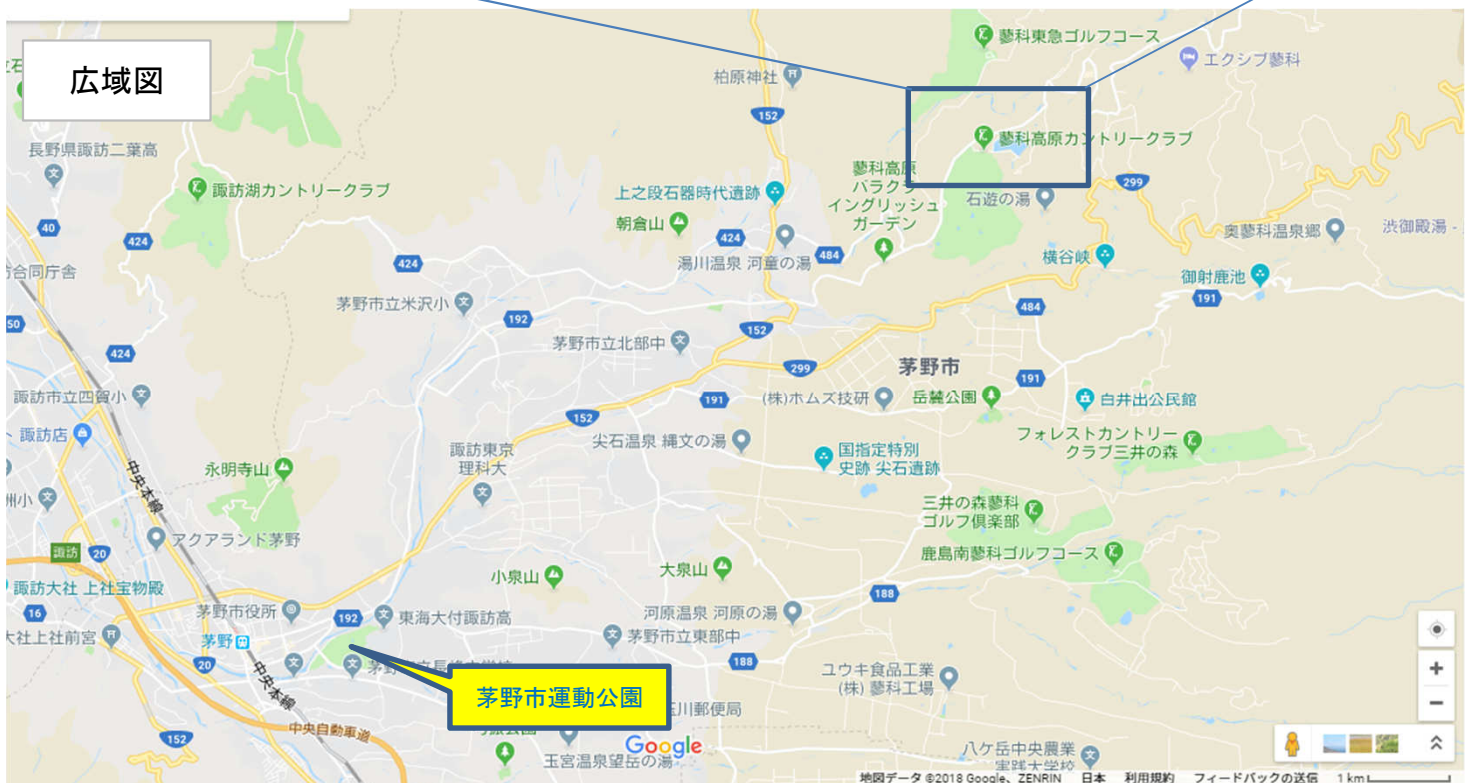 広域図
蓼科東急ゴルフコース
エクシブ蓼科
柏原神社
152
蓼科高原カントリークラブ
長野県諏訪二葉高
諏訪湖カントリークラブ
上之段石器時代遺跡
蓼科高原
バラクラ
イングリッシュ
ガーデン
石遊の湯
299
朝倉山
40
424
424
484
奥蓼科温泉郷
渋御殿湯 -
合同庁舎
424
湯川温泉 河童の湯
横谷峡
御射鹿池
191
茅野市立米沢小
192
484
50
152
茅野市立北部中
424
299
茅野市
191
諏訪市立四賀小
191
(株)ホムズ技研
岳麓公園
白井出公民館
152
諏訪店
諏訪東京
理科大
尖石温泉 縄文の湯
国指定特別
史跡 尖石遺跡
フォレストカントリー
クラブ三井の森
永明寺山
中央本線
州小
三井の森蓼科
ゴルフ倶楽部
アクアランド茅野
諏訪
20
鹿島南蓼科ゴルフコース
諏訪大社 上社宝物殿
小泉山
大泉山
188
16
茅野市役所
192
東海大付諏訪高
河原温泉 河原の湯
大社上社前宮
茅野
茅野市立東部中
20
中央本線
188
ユウキ食品工業
(株) 蓼科工場
茅野市運動公園
玉川郵便局
中央自動車道
152
玉宮温泉望岳の湯
Google
八ケ岳中央農業
実践大学校
地図データ ©2018 Google、ZENRIN 日本 利用規約 フィードバックの送信 1 km